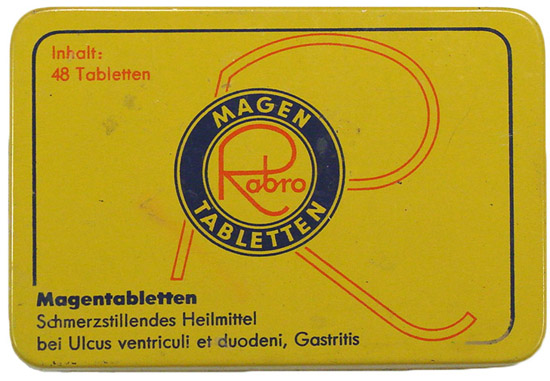 Inhalt:
48 Tabletten
MAGEN
Rabro
TABLETTEN
Magentabletten
Schmerzstillendes Heilmittel
bei Ulcus ventriculi et duodeni, Gastritis